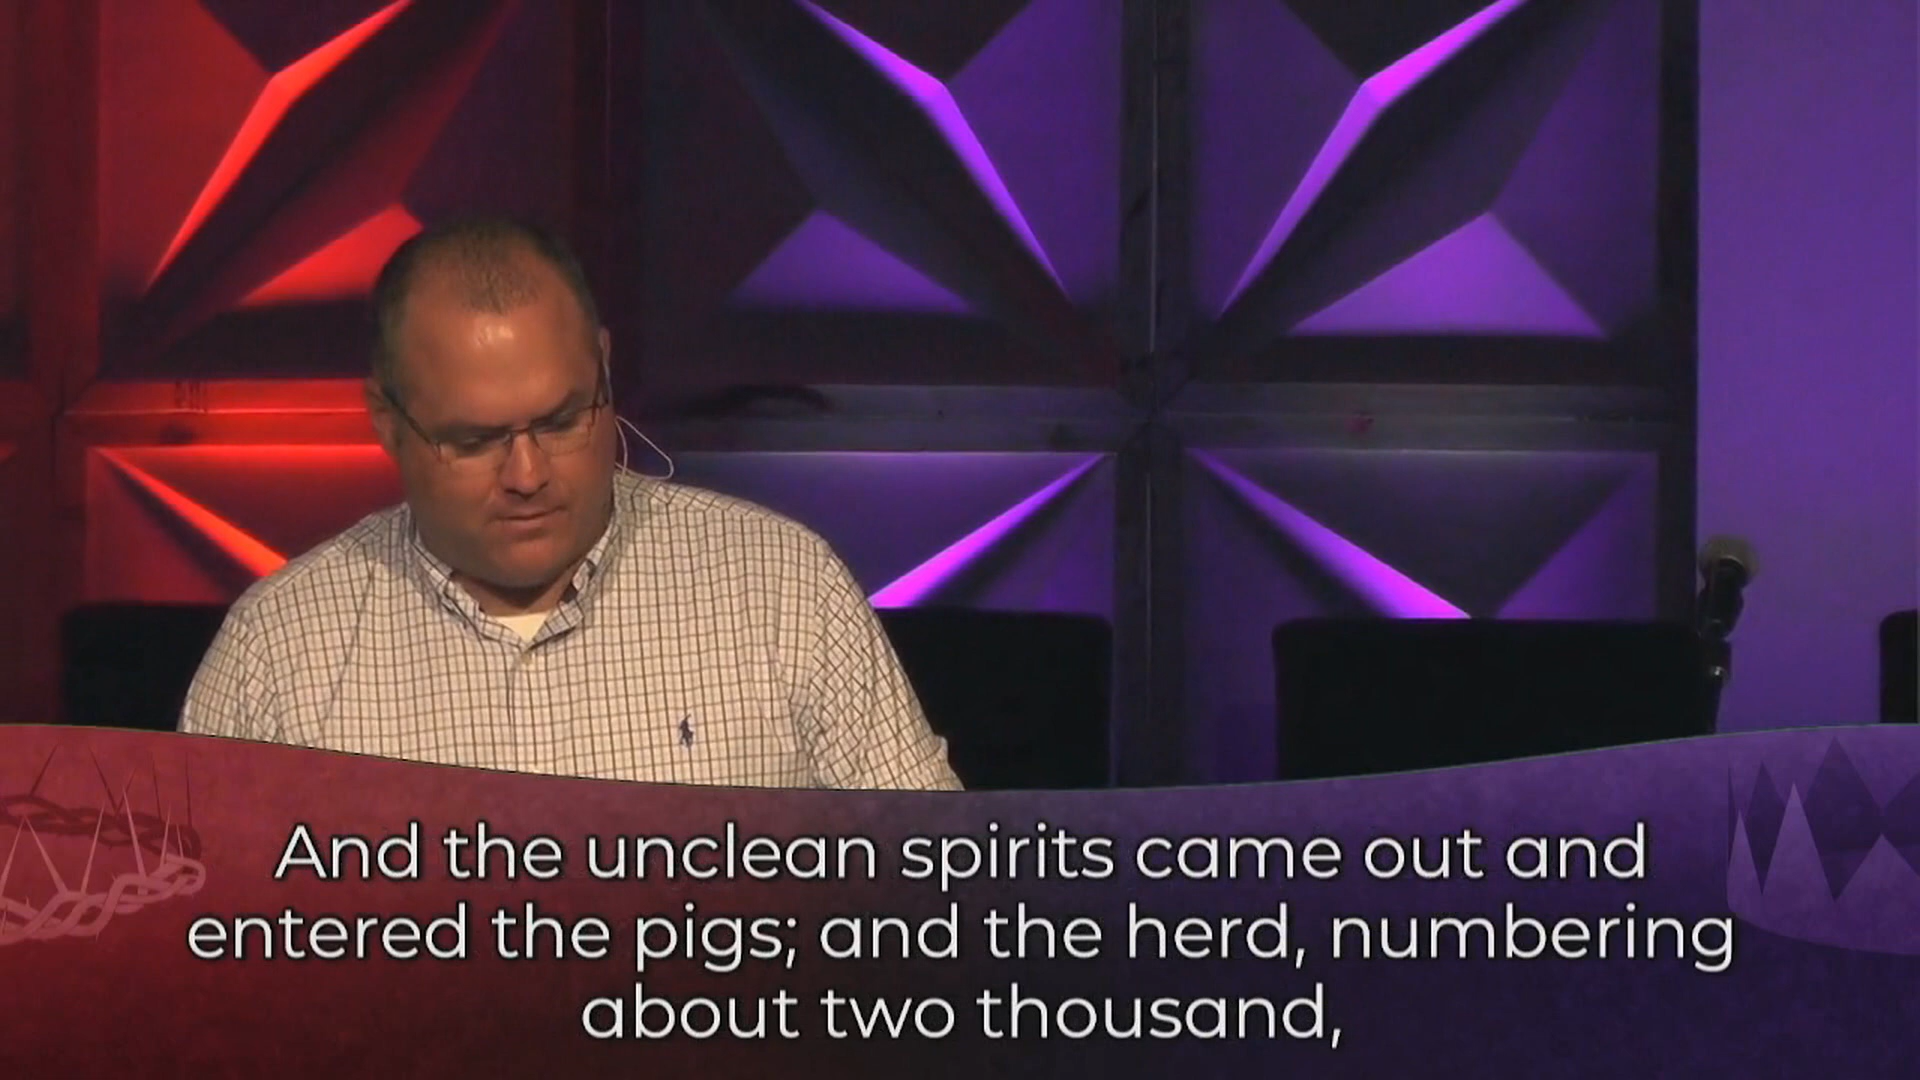 And the unclean spirits came out and
entered the pigs; and the herd, numbering
about two thousand,